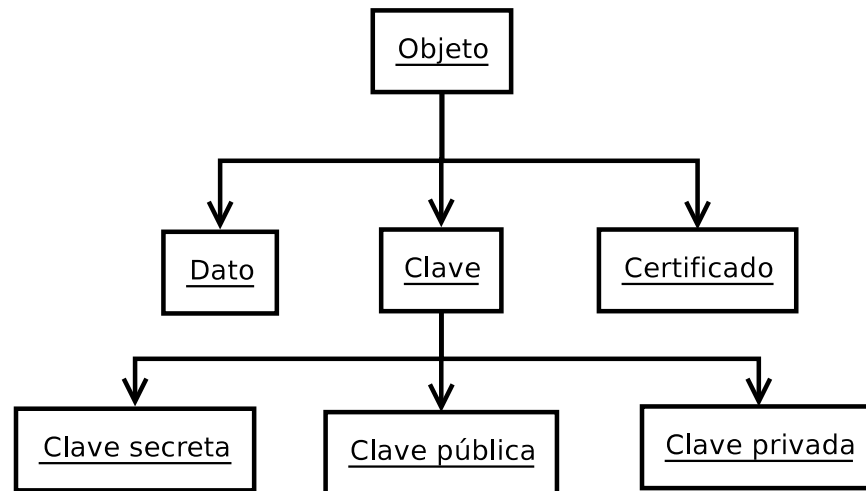 Objeto
Dato
Clave
Certificado
Clave secreta
Clave pública
Clave privada